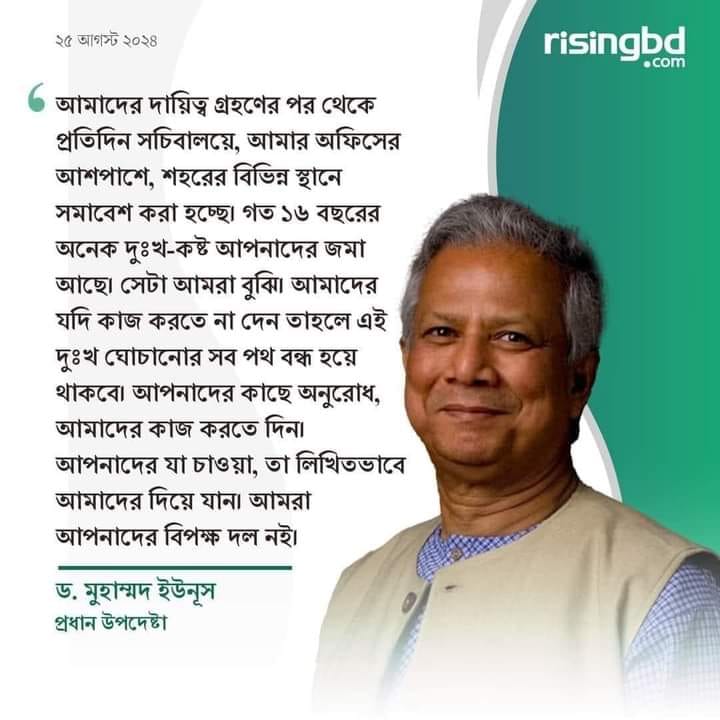 ২৫ আগস্ট ২০২৪
risingbd
.com
আমাদের দায়িত্ব গ্রহণের পর থেকে
প্রতিদিন সচিবালয়ে, আমার অফিসের
আশপাশে, শহরের বিভিন্ন স্থানে
সমাবেশ করা হচ্ছে। গত ১৬ বছরের
অনেক দুঃখ-কষ্ট আপনাদের জমা
আছে। সেটা আমরা বুঝি। আমাদের
যদি কাজ করতে না দেন তাহলে এই
দুঃখ ঘোচানোর সব পথ বন্ধ হয়ে
থাকবে। আপনাদের কাছে অনুরোধ,
আমাদের কাজ করতে দিন।
আপনাদের যা চাওয়া, তা লিখিতভাবে
আমাদের দিয়ে যান। আমরা
আপনাদের বিপক্ষ দল নই।
ড. মুহাম্মদ ইউনূস
প্রধান উপদেষ্টা